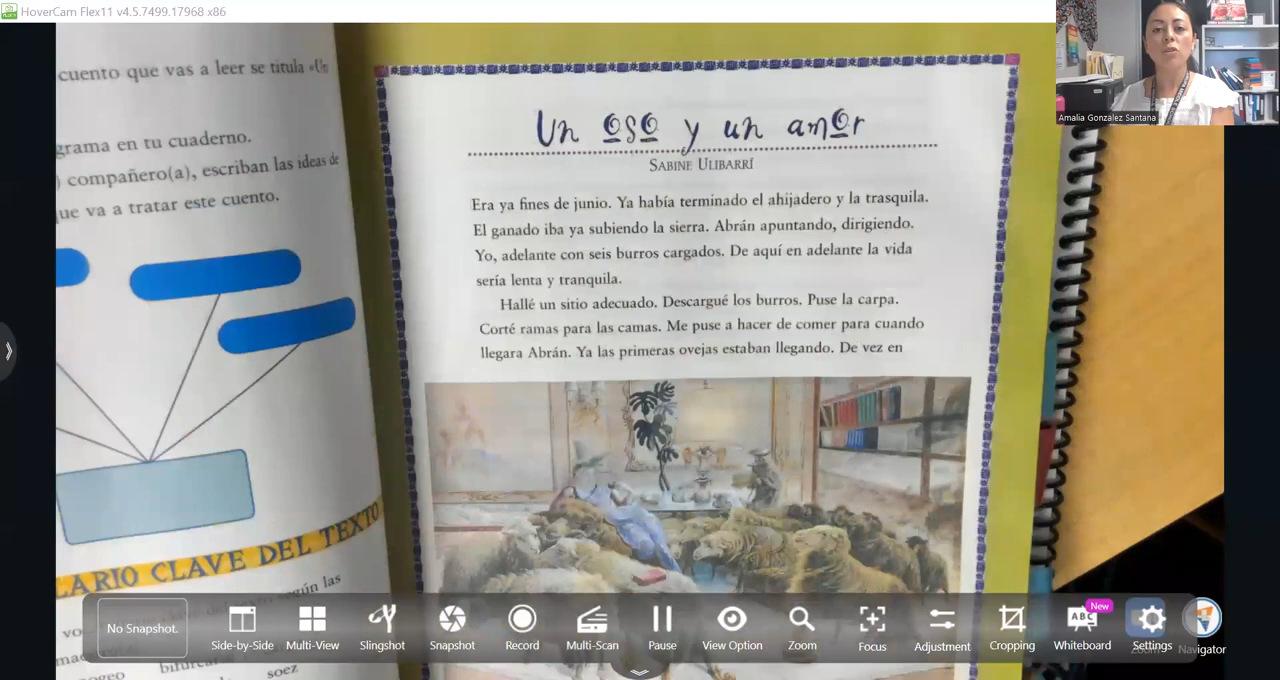 HoverCam Flex11 v4.5.7499.17968 x86
Amalia Gonzalez Santana
cuento que vas a leer se titula «Un
grama en tu cuaderno.
) compañero(a), escriban las ideas de
que va a tratar este cuento.
LARIO CLAVE DEL TEXTO
según las
soez
Un oso y un amor
SABINE ULIBARRÍ
Era ya fines de junio. Ya había terminado el ahijadero y la trasquila.
El ganado iba ya subiendo la sierra. Abrán apuntando, dirigiendo.
Yo, adelante con seis burros cargados. De aquí en adelante la vida
sería lenta y tranquila.
Hallé un sitio adecuado. Descargué los burros. Puse la carpa.
Corté ramas para las camas. Me puse a hacer de comer para cuando
llegara Abrán. Ya las primeras ovejas estaban llegando. De vez en
No Snapshot.
Side-by-Side
Multi-View
Slingshot
Snapshot
Record
Multi-Scan
Pause
View Option
Zoom
Focus
Adjustment
Cropping
New
ABC
Whiteboard
Settings
Navigator